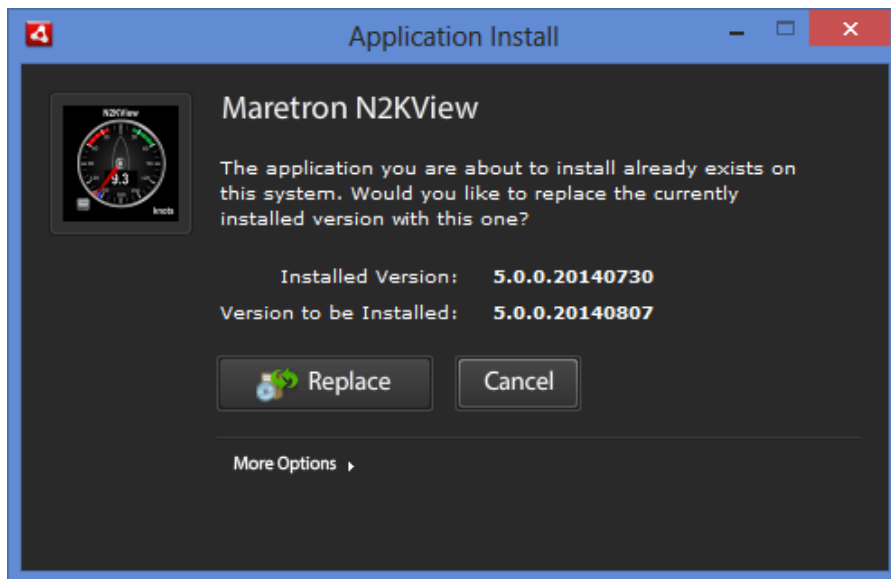 Application Install
Maretron N2KView
N2KView
9.3
knots
The application you are about to install already exists on
this system. Would you like to replace the currently
installed version with this one?
Installed Version: 5.0.0.20140730
Version to be Installed: 5.0.0.20140807
Replace Cancel
More Options